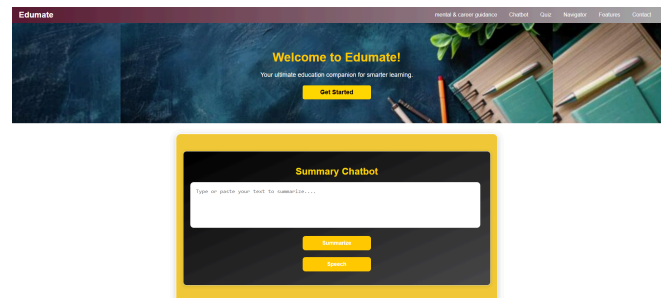 Edumate
mental & career guidance Chatbot Quiz Navigator Features Contact
Welcome to Edumate!
Your ultimate education companion for smarter learning.
Get Started
Summary Chatbot
Type or paste your text to summarize....
Summarize
Speech